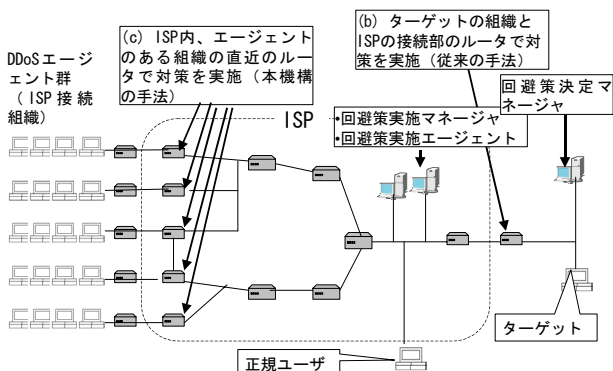 (c) ISP内、エージェント
のある組織の直近のルー
タで対策を実施（本機構
の手法）
(b) ターゲットの組織と
ISPの接続部のルータで対
策を実施（従来の手法）
DDoSエージ
ェント群
（ISP接続
組織）
回避策決定マ
ネージャ
ISP
•回避策実施マネージャ
•回避策実施エージェント
ターゲット
正規ユーザ